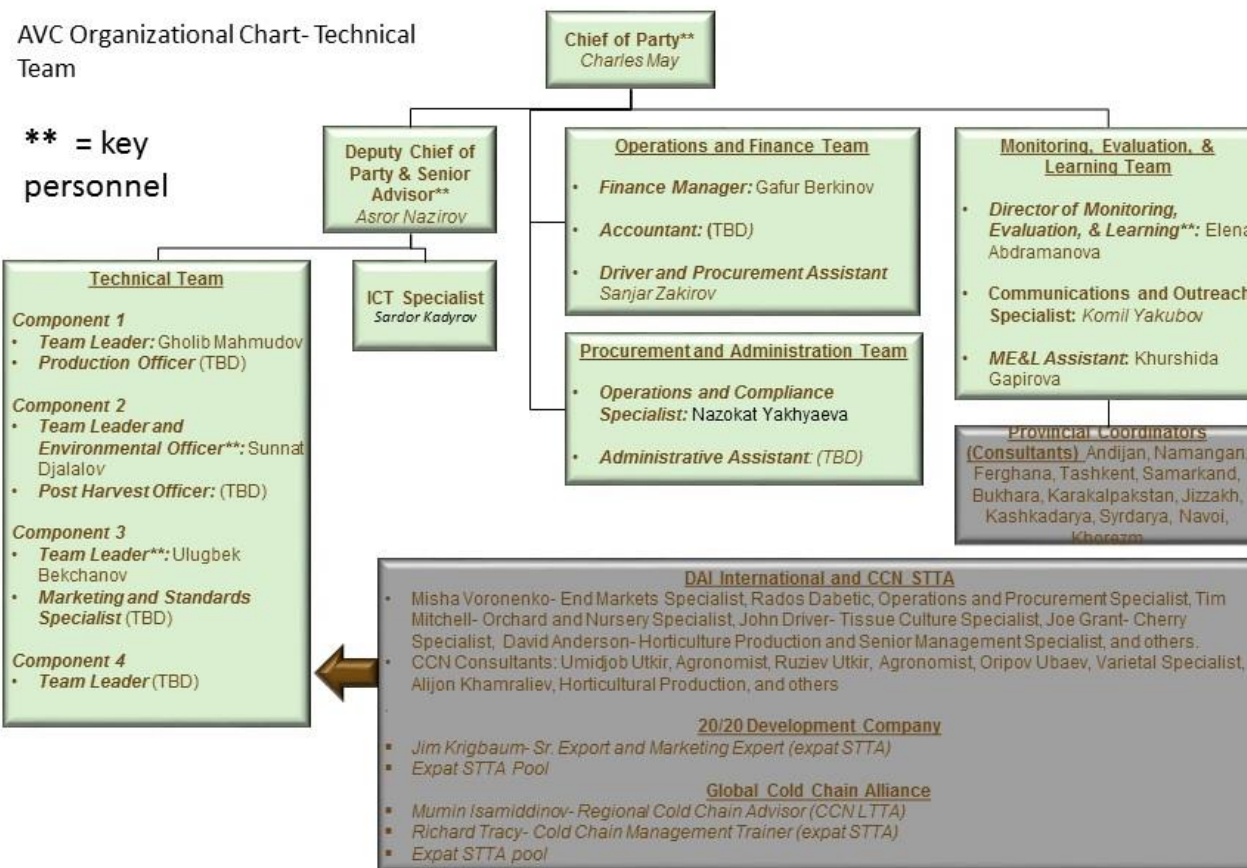 AVC Organizational Chart- Technical
Team
** = key
personnel
Chief of Party**
Charles May
Deputy Chief of
Party & Senior
Advisor**
Asror Nazirov
ICT Specialist
Sardor Kadyrov
Technical Team
Component 1
• Team Leader: Gholib Mahmudov
• Production Officer (TBD)
Component 2
• Team Leader and
Environmental Officer**: Sunnat
Djalalov
• Post Harvest Officer: (TBD)
Component 3
• Team Leader**: Ulugbek
Bekchanov
• Marketing and Standards
Specialist (TBD)
Component 4
• Team Leader (TBD)
Operations and Finance Team
• Finance Manager: Gafur Berkinov
• Accountant: (TBD)
• Driver and Procurement Assistant
Sanjar Zakirov
Procurement and Administration Team
• Operations and Compliance
Specialist: Nazokat Yakhyaeva
• Administrative Assistant: (TBD)
Monitoring, Evaluation, &
Learning Team
• Director of Monitoring,
Evaluation, & Learning**: Elena
Abdramanova
• Communications and Outreach
Specialist: Komil Yakubov
• ME&L Assistant: Khurshida
Gapirova
Provincial Coordinators
(Consultants) Andijan, Namangan,
Ferghana, Tashkent, Samarkand,
Bukhara, Karakalpakstan, Jizzakh,
Kashkadarya, Syrdarya, Navoi,
Khorezm
DAI International and CCN STTA
• Misha Voronenko- End Markets Specialist, Rados Dabetic, Operations and Procurement Specialist, Tim
Mitchell- Orchard and Nursery Specialist, John Driver- Tissue Culture Specialist, Joe Grant- Cherry
Specialist, David Anderson- Horticulture Production and Senior Management Specialist, and others.
• CCN Consultants: Umidjob Utkir, Agronomist, Ruziev Utkir, Agronomist, Oripov Ubaev, Varietal Specialist,
Alijon Khamraliev, Horticultural Production, and others
.
20/20 Development Company
▪ Jim Krigbaum- Sr. Export and Marketing Expert (expat STTA)
▪ Expat STTA Pool
Global Cold Chain Alliance
▪ Mumin Isamiddinov- Regional Cold Chain Advisor (CCN LTTA)
▪ Richard Tracy- Cold Chain Management Trainer (expat STTA)
▪ Expat STTA pool